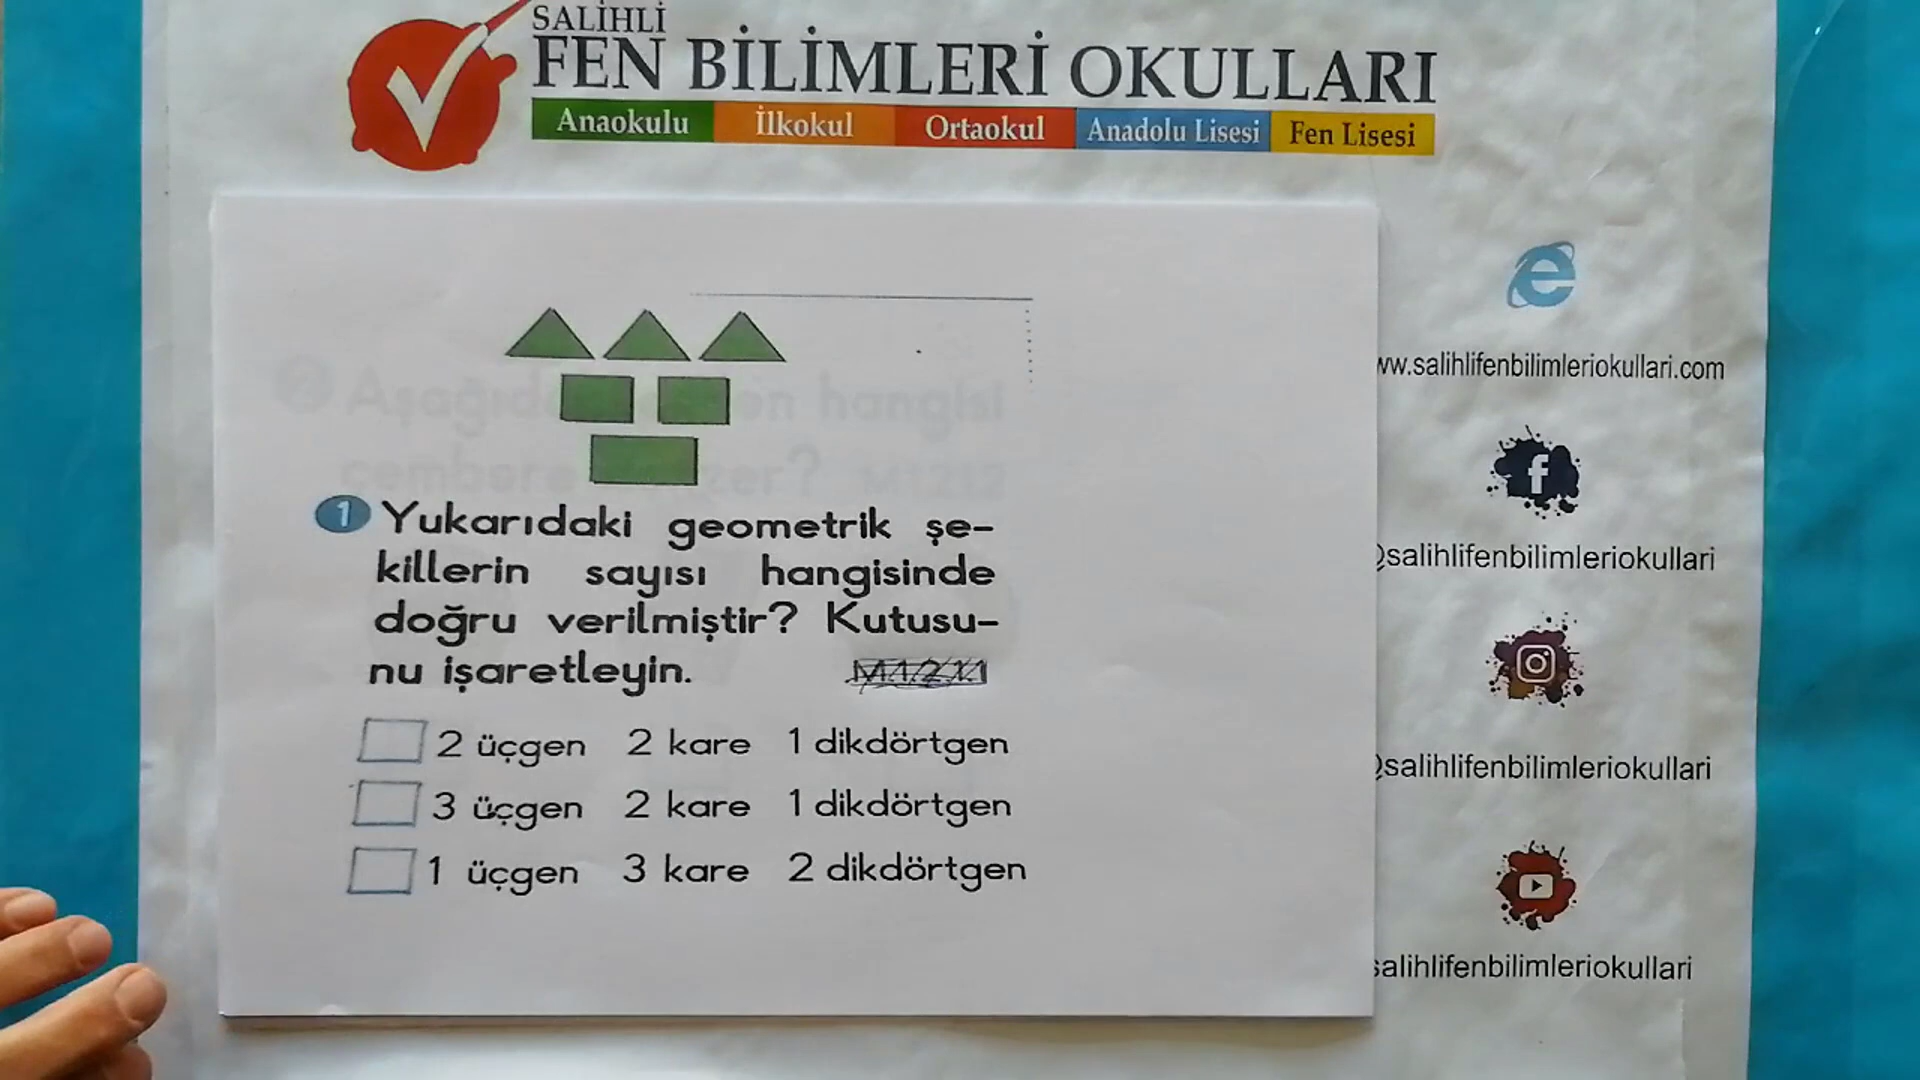 SALİHLİ
FEN BİLİMLERİ OKULLARI
Anaokulu İlkokul Ortaokul Anadolu Lisesi Fen Lisesi
1 Yukarıdaki geometrik şe-
killerin sayısı hangisinde
doğru verilmiştir? Kutusu-
nu işaretleyin.
2 üçgen 2 kare 1 dikdörtgen
3 üçgen 2 kare 1 dikdörtgen
1 üçgen 3 kare 2 dikdörtgen
ww.salihlifenbilimleriokullari.com
@salihlifenbilimleriokullari
@salihlifenbilimleriokullari
salihlifenbilimleriokullari